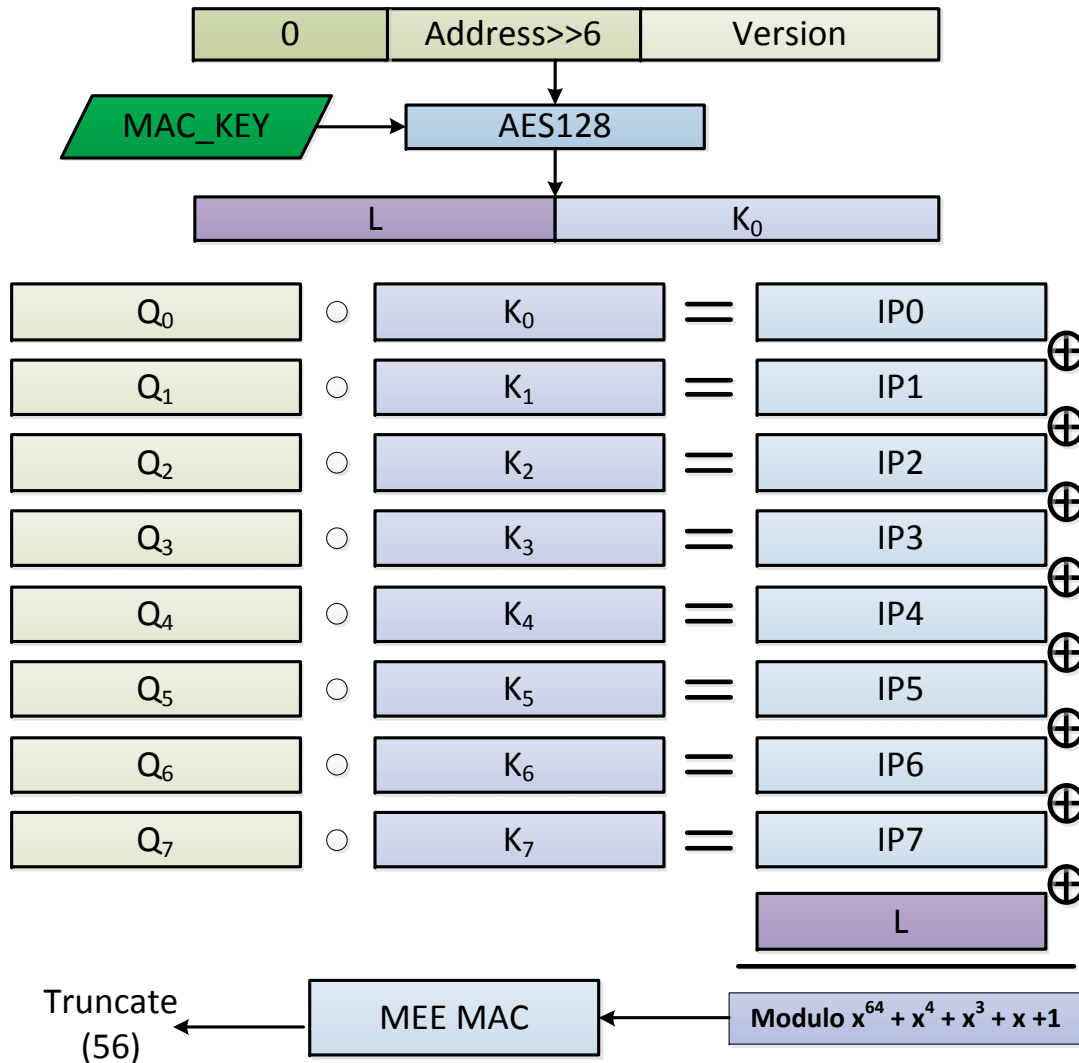 0 Address>>6 Version
MAC_KEY AES128
L K₀
Q₀ ○ K₀ = IP0
⊕
Q₁ ○ K₁ = IP1
⊕
Q₂ ○ K₂ = IP2
⊕
Q₃ ○ K₃ = IP3
⊕
Q₄ ○ K₄ = IP4
⊕
Q₅ ○ K₅ = IP5
⊕
Q₆ ○ K₆ = IP6
⊕
Q₇ ○ K₇ = IP7
⊕
L
Truncate
(56)
MEE MAC
Modulo x⁶⁴ + x⁴ + x³ + x +1